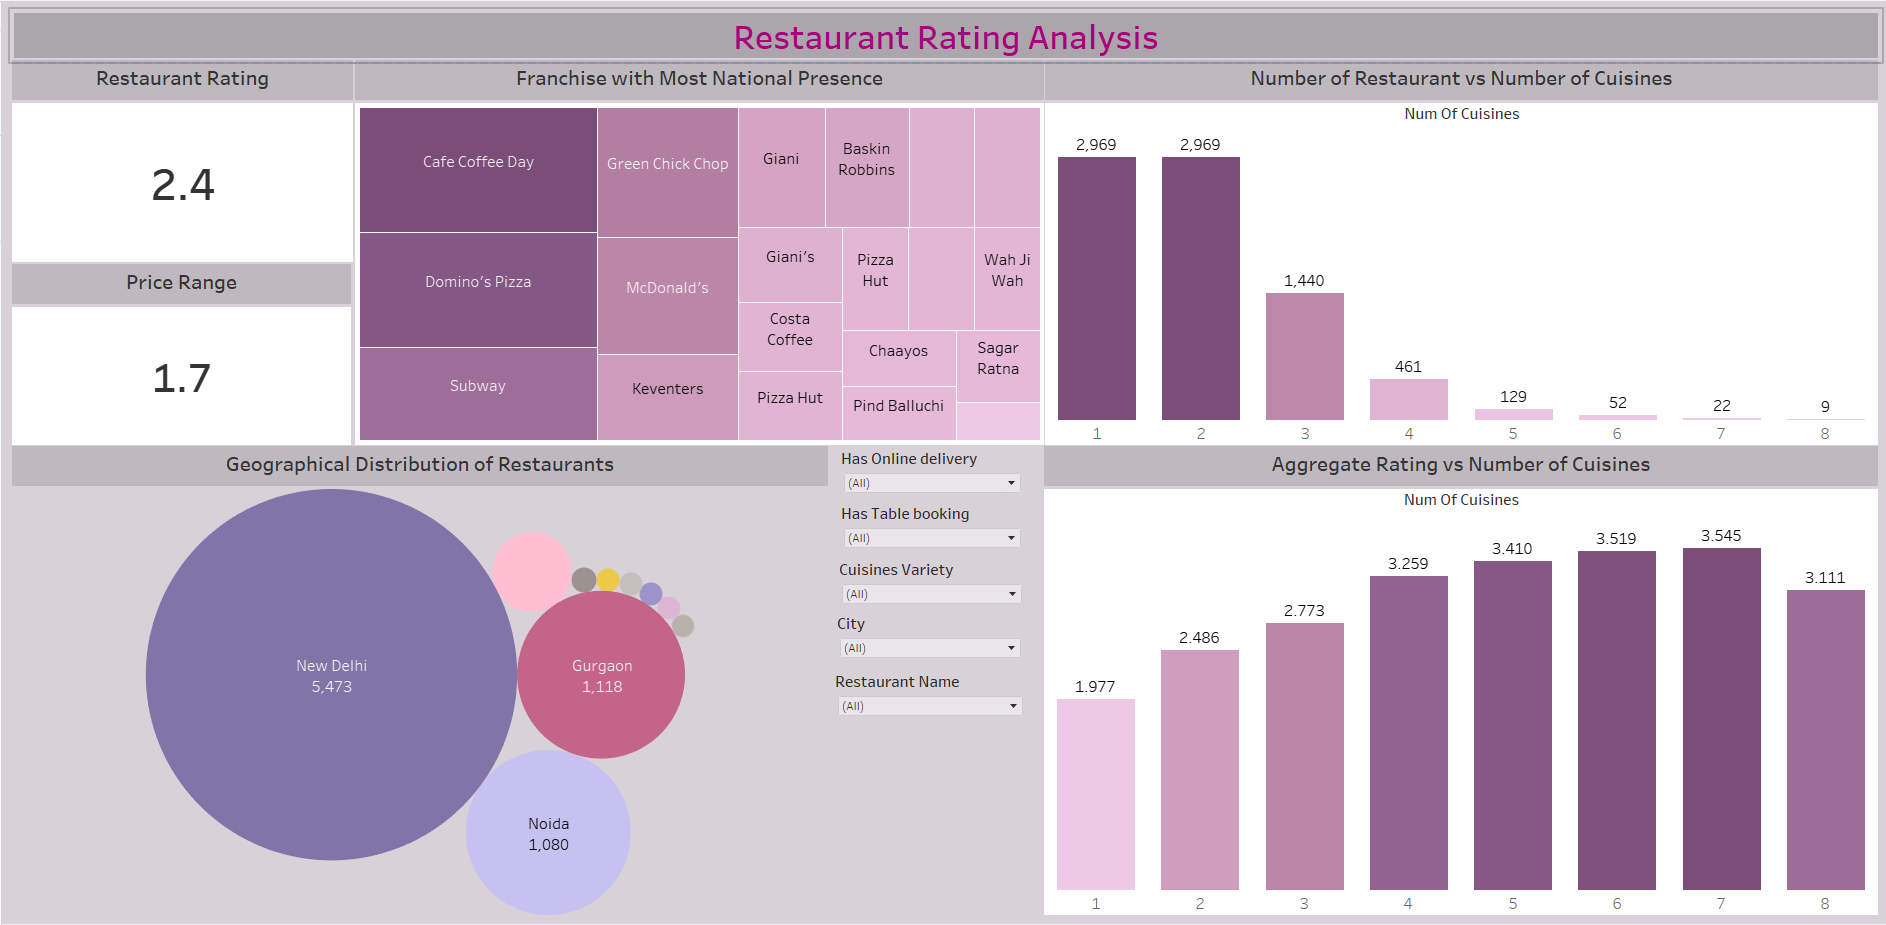 Restaurant Rating Analysis
Restaurant Rating
2.4
Price Range
1.7
Franchise with Most National Presence
Cafe Coffee Day
Domino's Pizza
Subway
Green Chick Chop
McDonald's
Keventers
Giani
Baskin
Robbins
Giani's
Costa
Coffee
Pizza Hut
Pizza
Hut
Wah Ji
Wah
Chaayos
Pind Balluchi
Sagar
Ratna
Number of Restaurant vs Number of Cuisines
Num Of Cuisines
2,969 2,969 1,440 461 129 52 22 9
1 2 3 4 5 6 7 8
Geographical Distribution of Restaurants
New Delhi
5,473
Gurgaon
1,118
Noida
1,080
Has Online delivery
(All)
Has Table booking
(All)
Cuisines Variety
(All)
City
(All)
Restaurant Name
(All)
Aggregate Rating vs Number of Cuisines
Num Of Cuisines
1.977 2.486 2.773 3.259 3.410 3.519 3.545 3.111
1 2 3 4 5 6 7 8